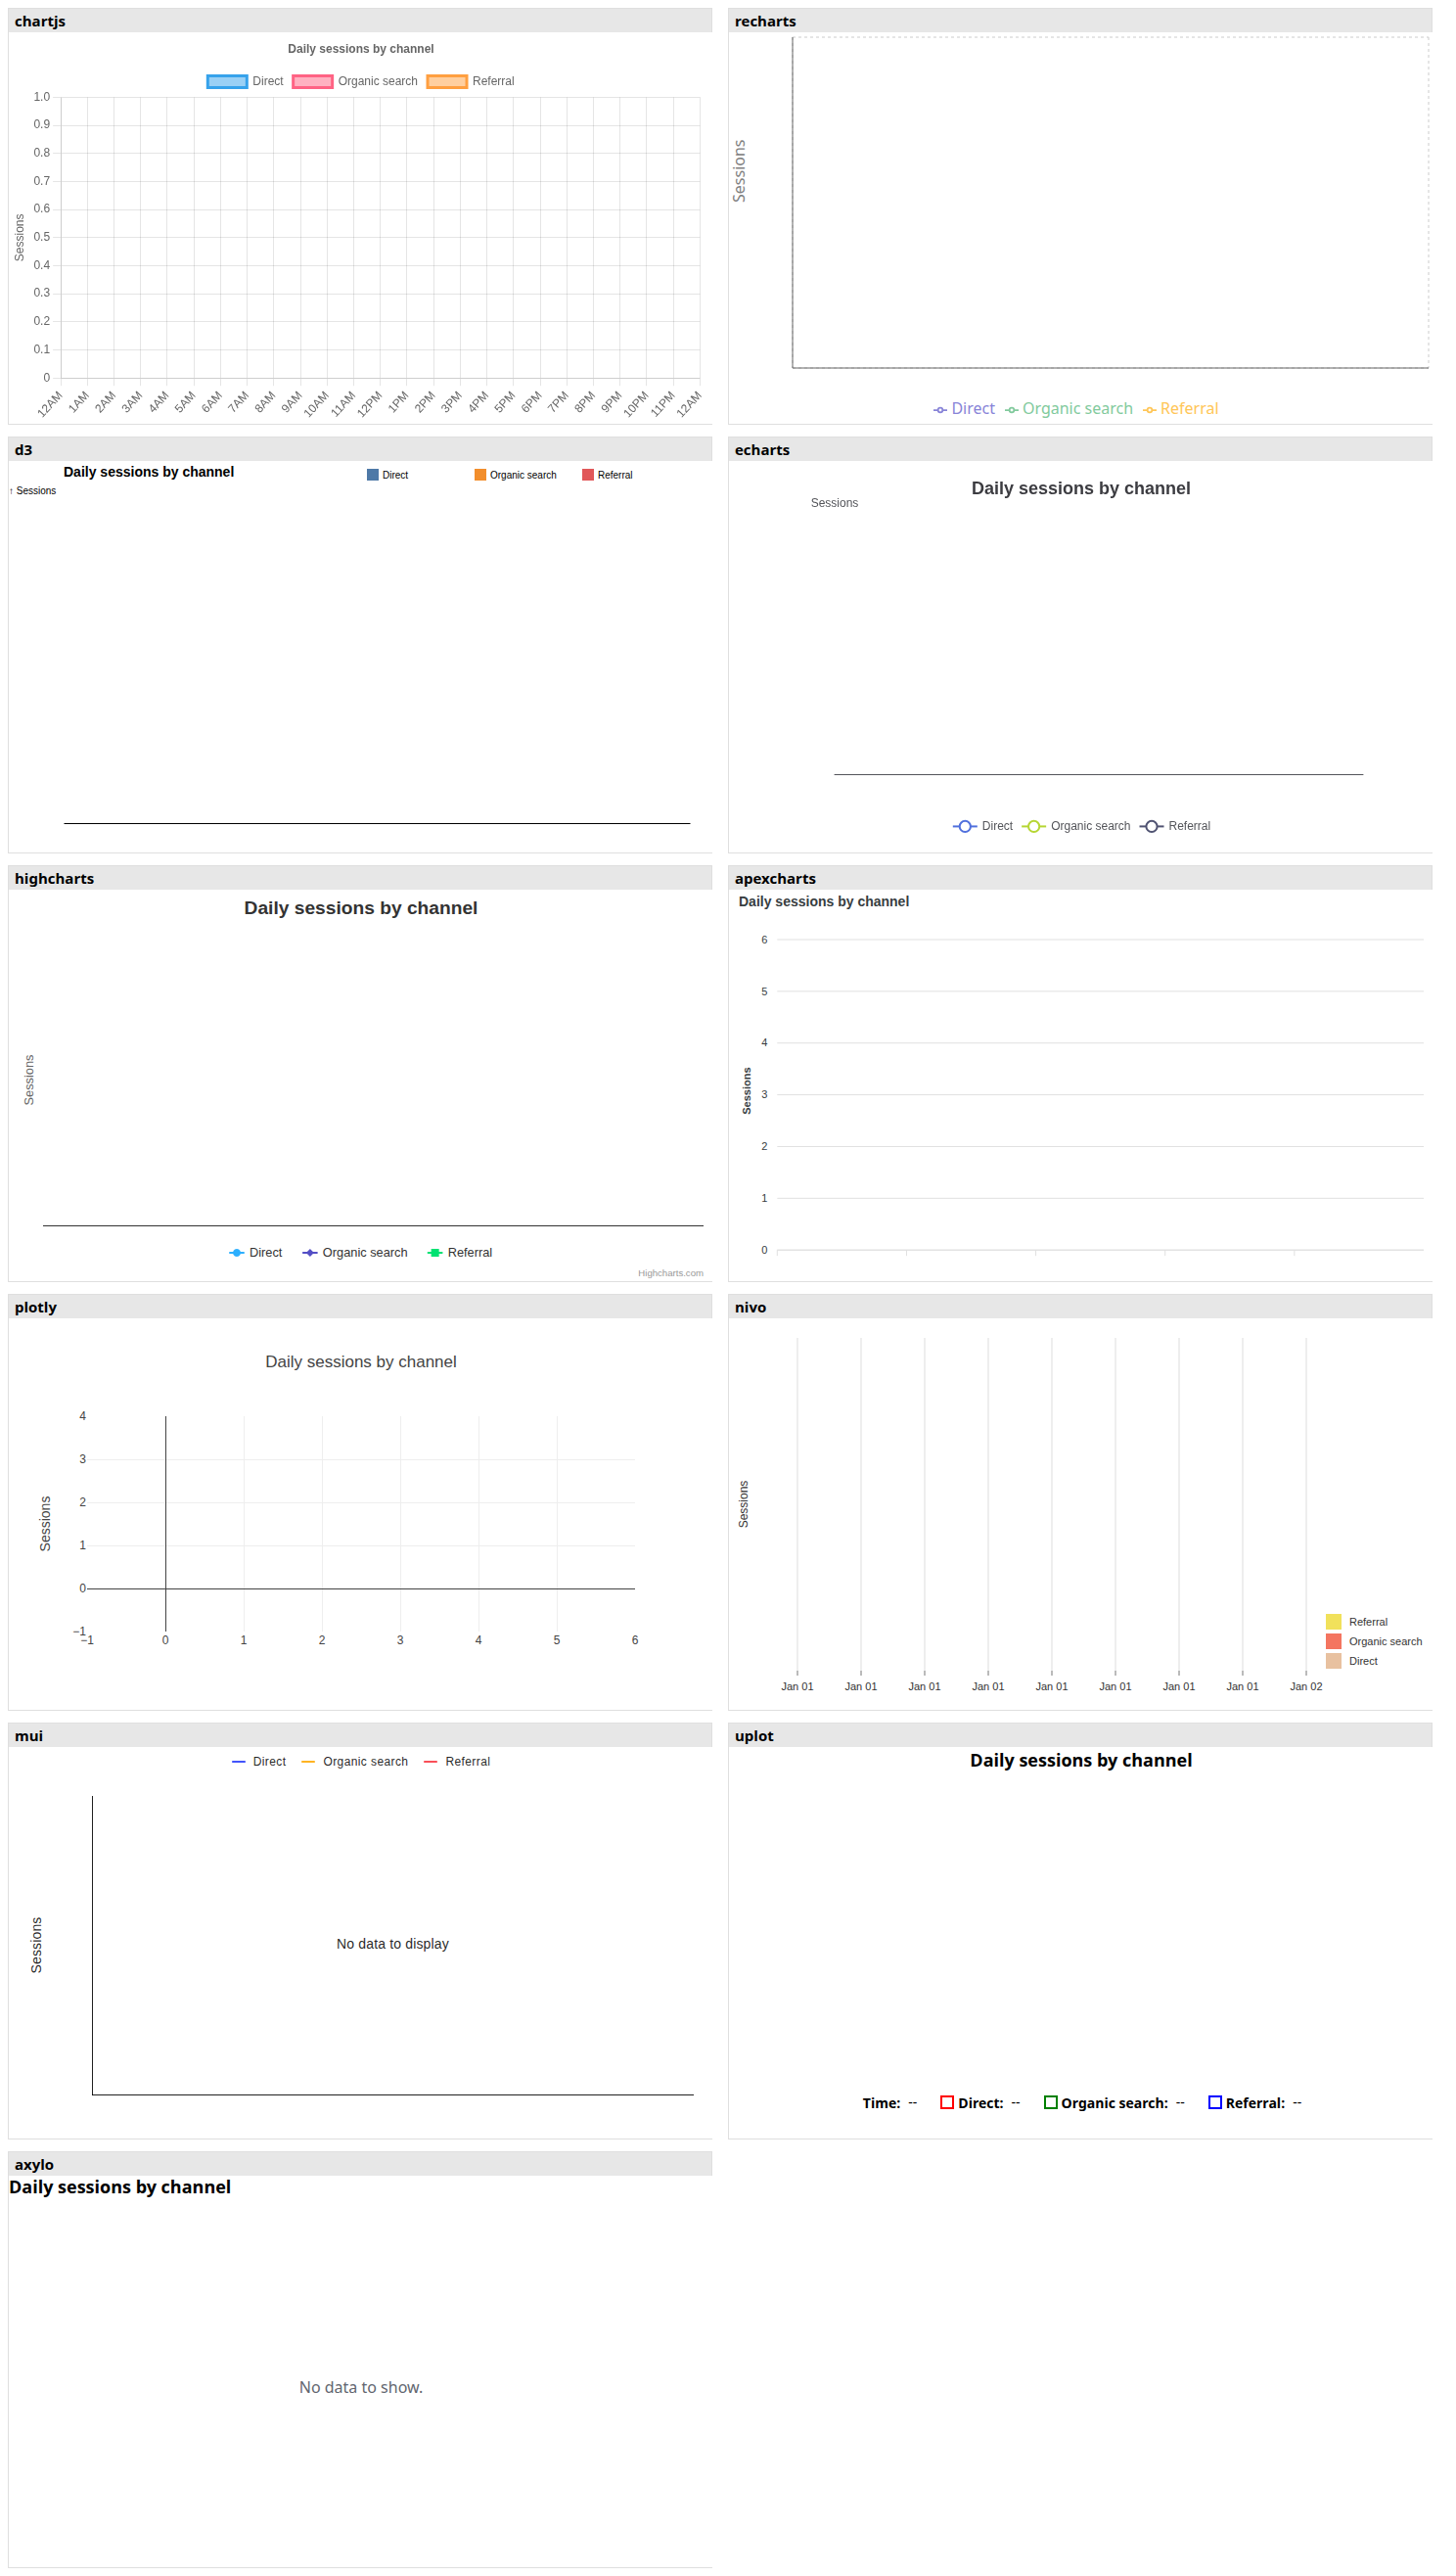 chartjs
Daily sessions by channel
Direct Organic search Referral
1.0
0.9
0.8
0.7
0.6
0.5
0.4
0.3
0.2
0.1
0
Sessions
12AM 1AM 2AM 3AM 4AM 5AM 6AM 7AM 8AM 9AM 10AM 11AM 12PM 1PM 2PM 3PM 4PM 5PM 6PM 7PM 8PM 9PM 10PM 11PM 12AM
recharts
Sessions
Direct Organic search Referral
d3
Daily sessions by channel
Direct Organic search Referral
↑ Sessions
echarts
Daily sessions by channel
Sessions
Direct Organic search Referral
highcharts
Daily sessions by channel
Sessions
Direct Organic search Referral
Highcharts.com
apexcharts
Daily sessions by channel
6
5
4
3
2
1
0
Sessions
plotly
Daily sessions by channel
4
3
2
1
0
−1
Sessions
−1 0 1 2 3 4 5 6
nivo
Sessions
Referral
Organic search
Direct
Jan 01 Jan 01 Jan 01 Jan 01 Jan 01 Jan 01 Jan 01 Jan 01 Jan 02
mui
Direct Organic search Referral
Sessions
No data to display
uplot
Daily sessions by channel
Time: -- Direct: -- Organic search: -- Referral: --
axylo
Daily sessions by channel
No data to show.